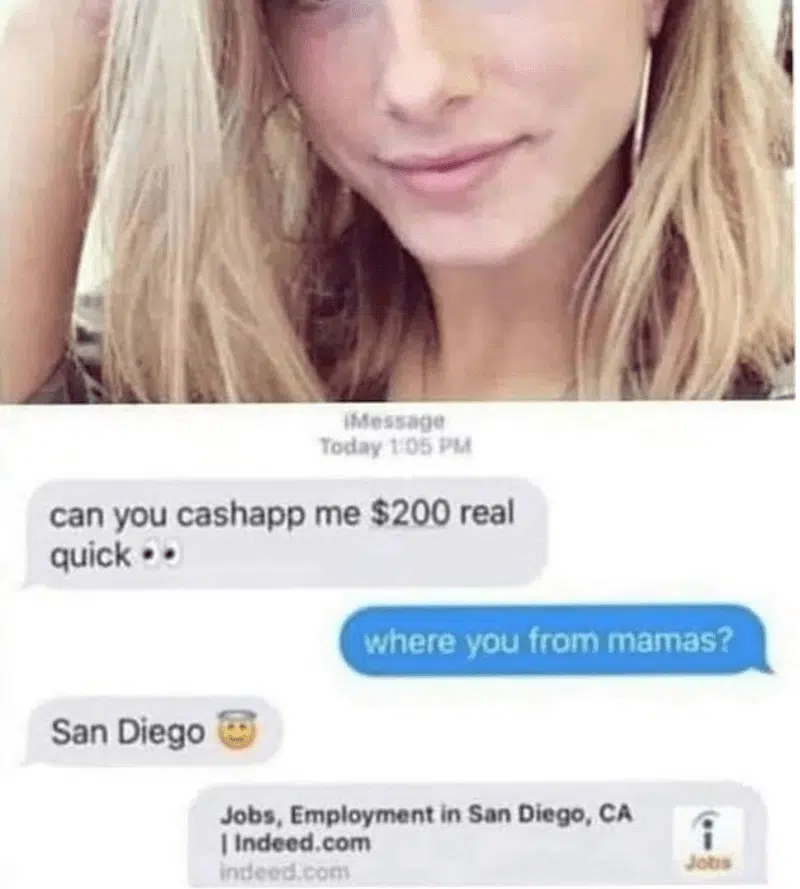 iMessage
Today 1:05 PM
can you cashapp me $200 real
quick 👀
where you from mamas?
San Diego 😇
Jobs, Employment in San Diego, CA
| Indeed.com
indeed.com
i
Jobs